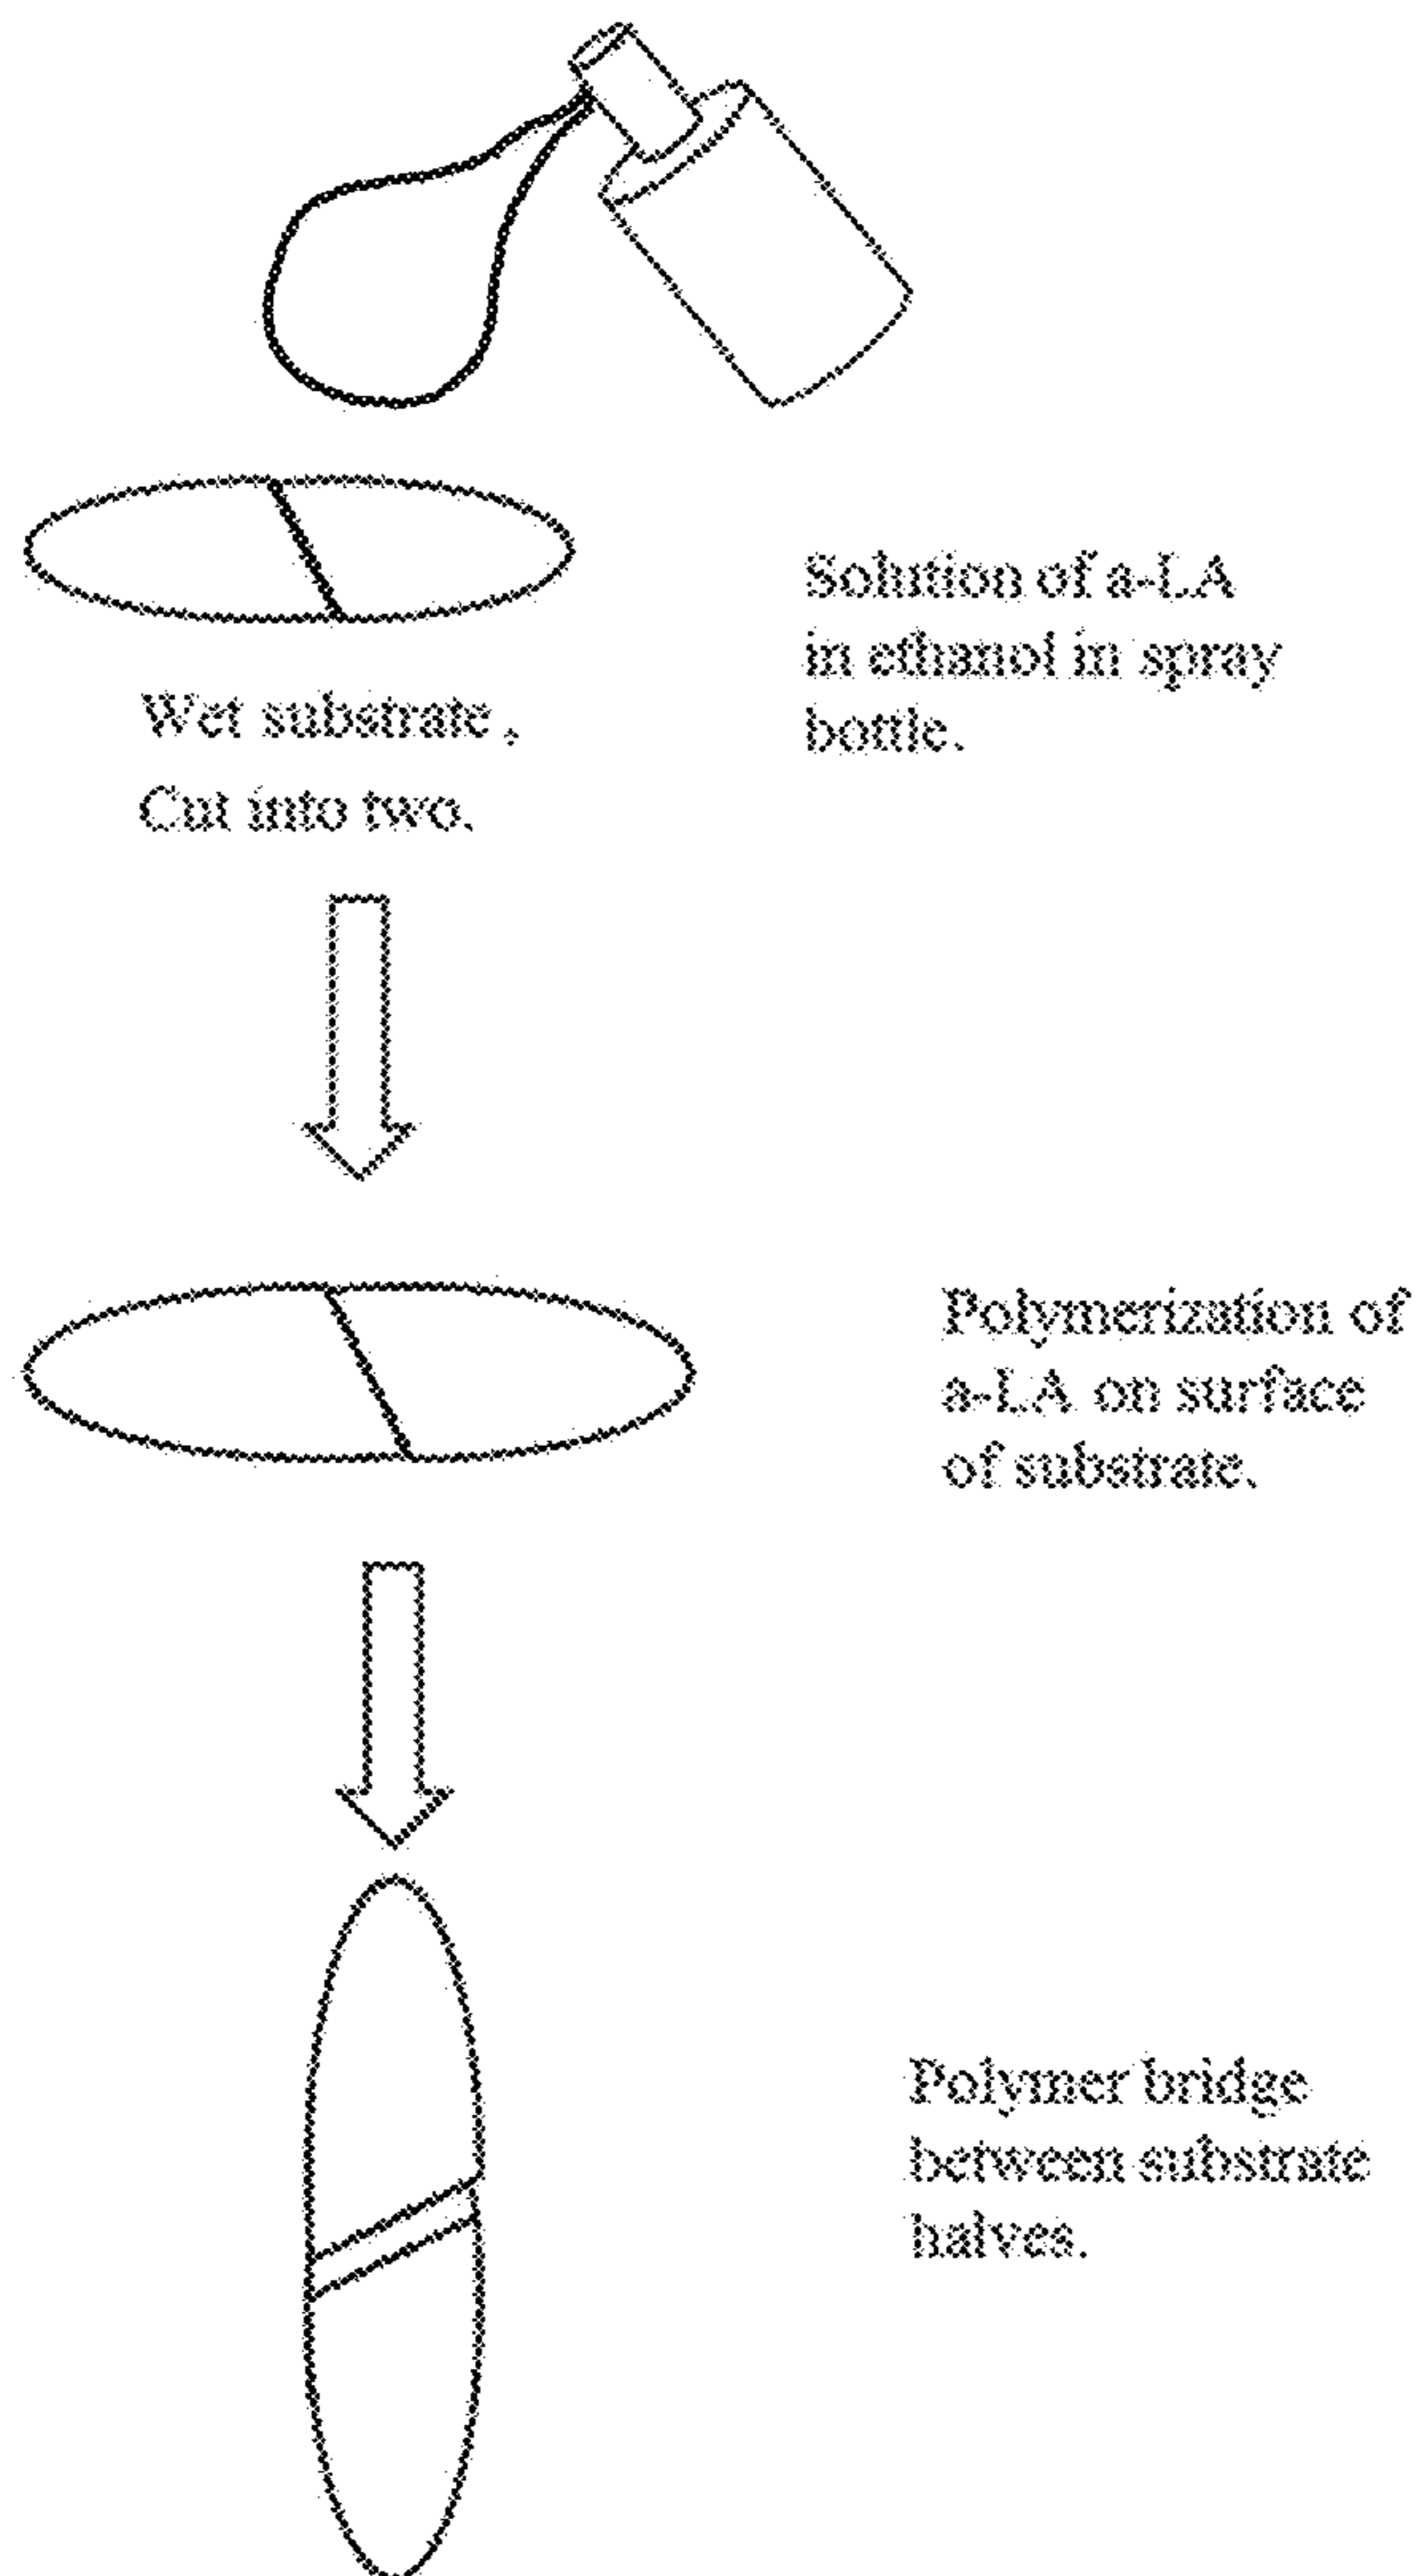 Solution of a-LA
in ethanol in spray
bottle.
Wet substrate,
Cut into two.
Polymerization of
a-LA on surface
of substrate.
Polymer bridge
between substrate
halves.